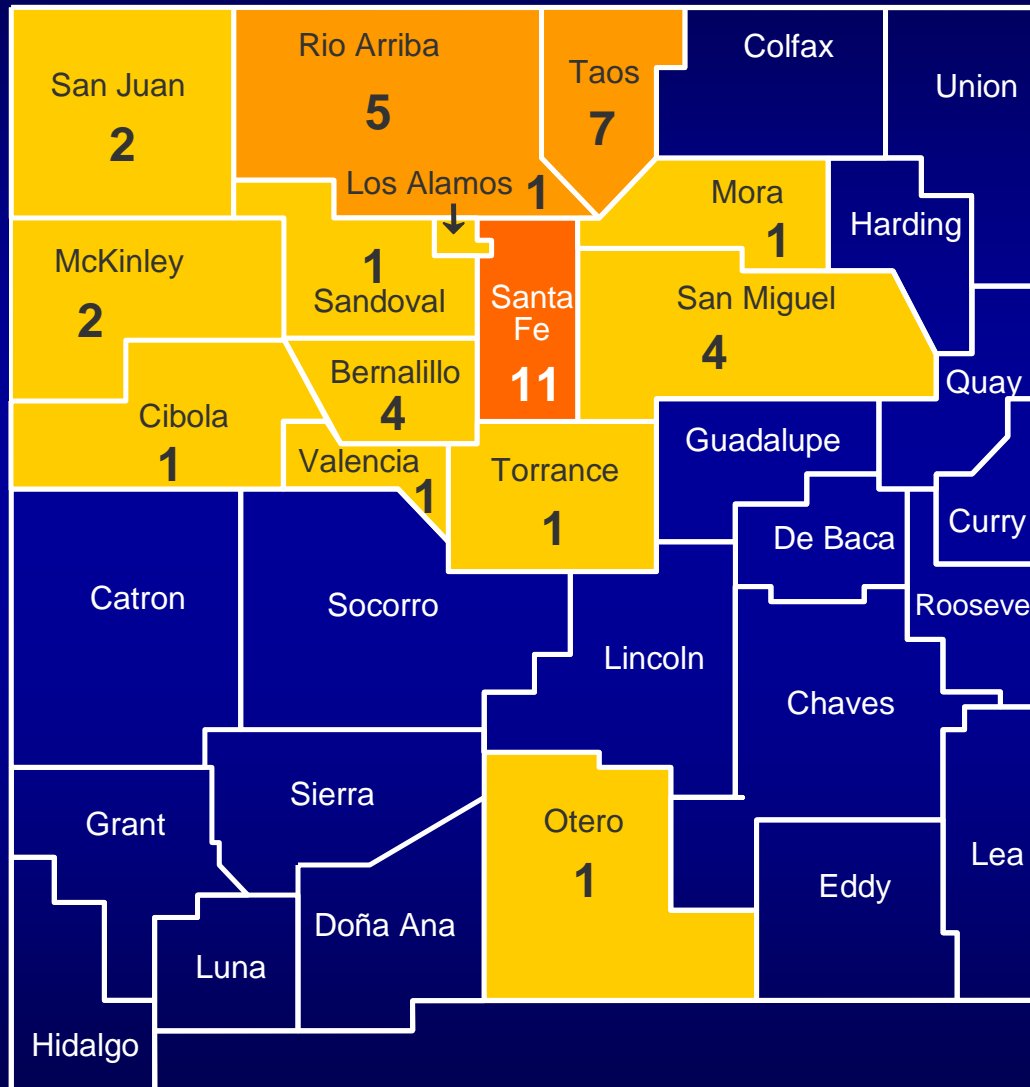 Rio Arriba
5
Taos
7
Colfax
Union
San Juan
2
Los Alamos 1
↓
Mora
1
Harding
McKinley
2
1
Sandoval
Santa
Fe
11
San Miguel
4
Bernalillo
4
Quay
Cibola
1
Valencia
1
Torrance
1
Guadalupe
De Baca
Curry
Catron
Socorro
Lincoln
Rooseve
Chaves
Sierra
Grant
Otero
1
Lea
Eddy
Doña Ana
Luna
Hidalgo